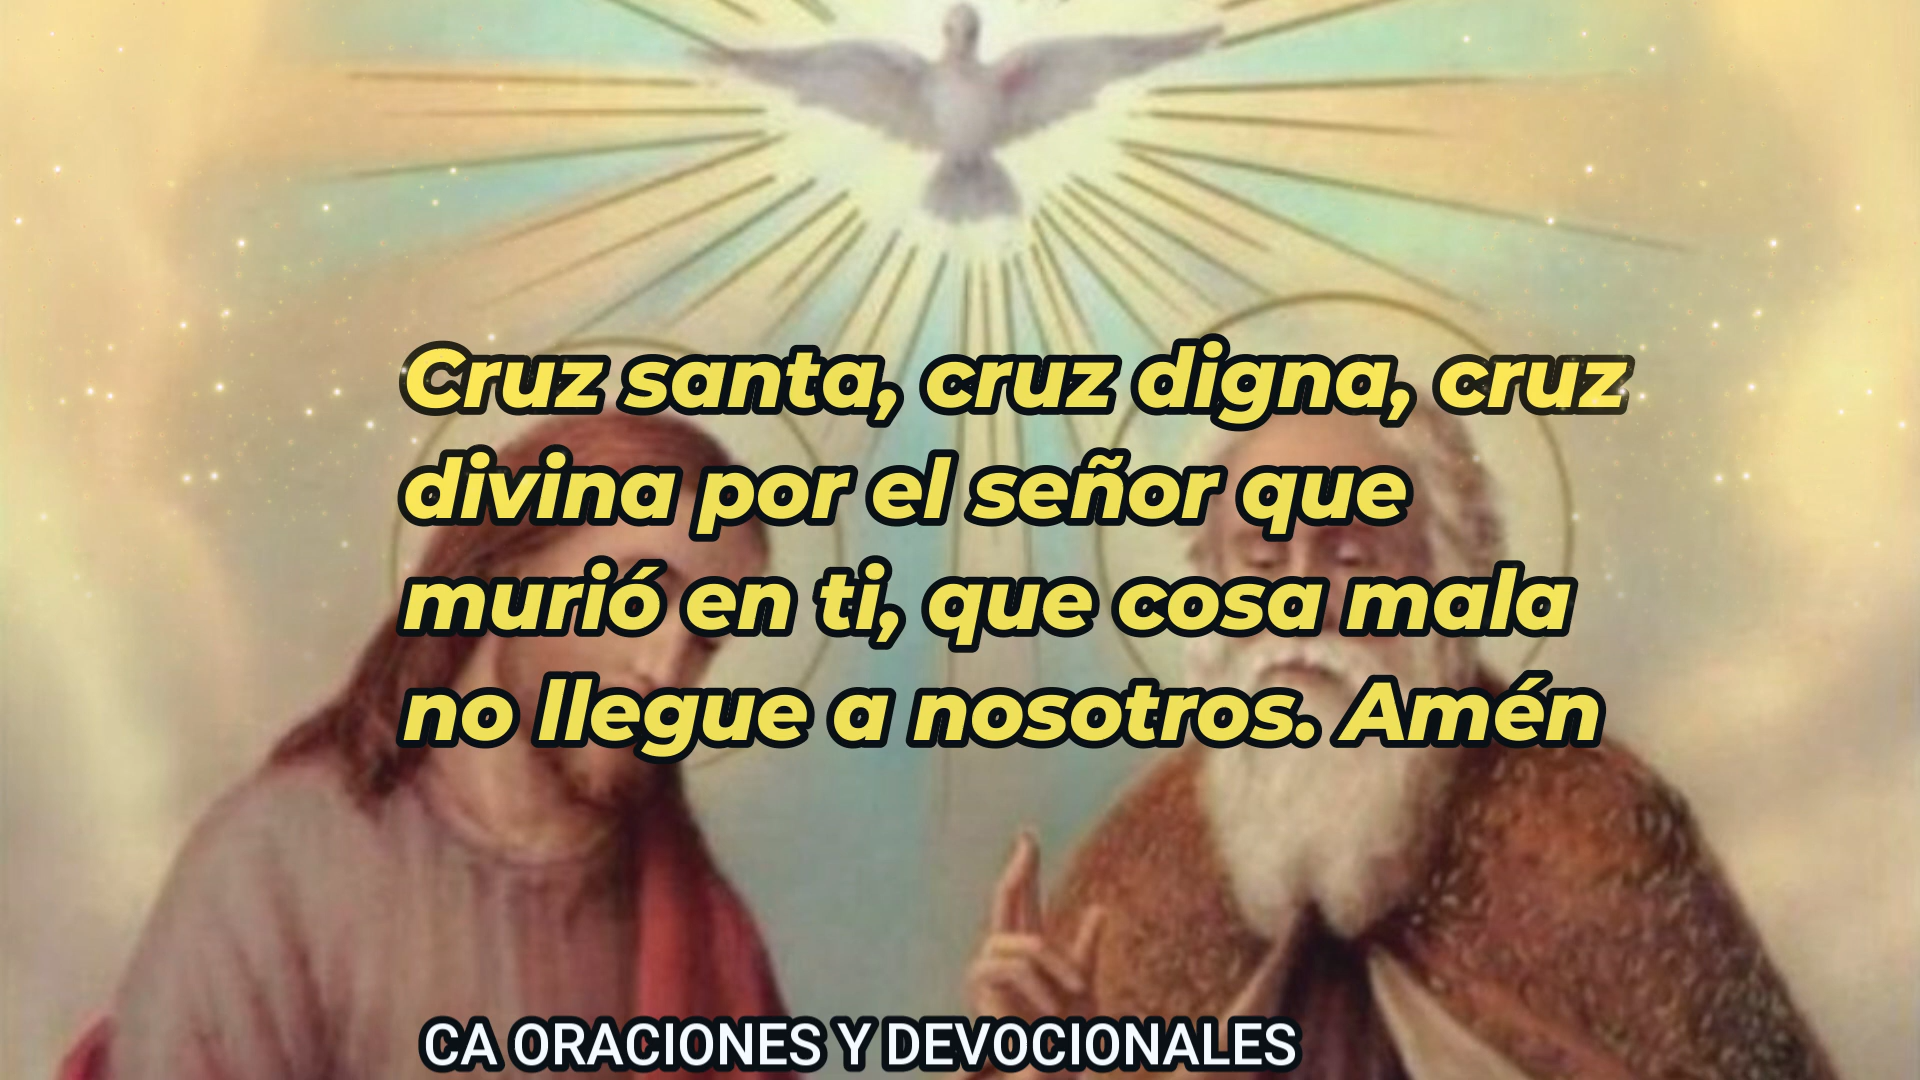 Cruz santa, cruz digna, cruz
divina por el señor que
murió en ti, que cosa mala
no llegue a nosotros. Amén
CA ORACIONES Y DEVOCIONALES